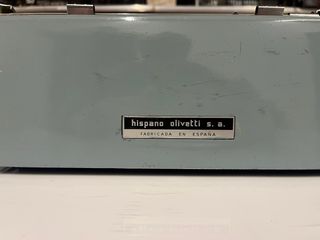 hispano olivetti s. a.
FABRICADA EN ESPAÑA